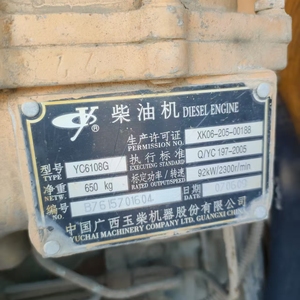 柴油机 DIESEL ENGINE
生产许可证 XK06-205-00188
PERMISSION NO.
型号 YC6108G 执行标准 Q/YC 197-2005
TYPE STANDARD
净重 650 kg 标定功率/转速 92kW/2300r/min
NETW. RATED OUTPUT/SPEED
编号 B7615701604 日期
NO. DATE
中国广西玉柴机器股份有限公司
YUCHAI MACHINERY COMPANY LTD. GUANGXI CHINA